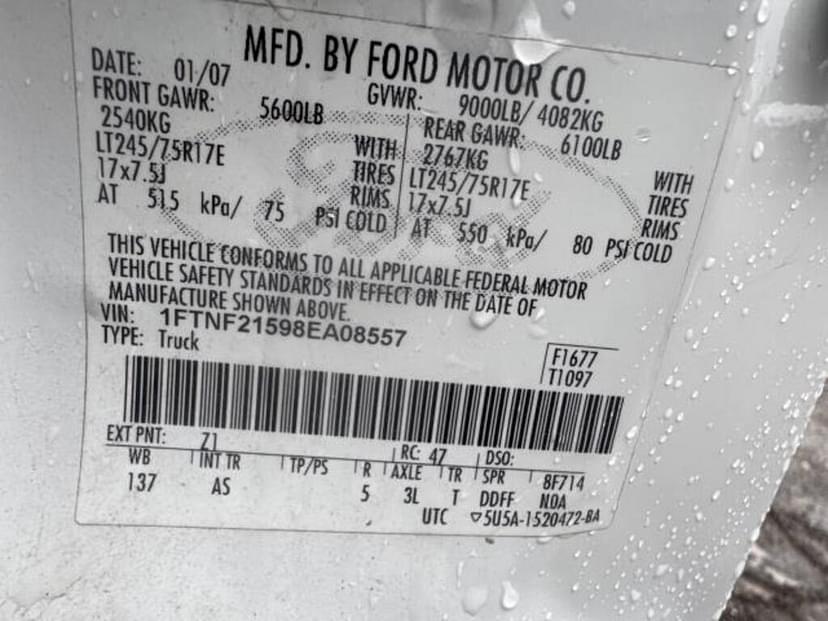 MFD. BY FORD MOTOR CO.
DATE: 01/07 GVWR: 9000LB/ 4082KG
FRONT GAWR: 5600LB REAR GAWR: 6100LB
2540KG WITH 2767KG WITH
LT245/75R17E TIRES LT245/75R17E TIRES
17x7.5J RIMS 17x7.5J RIMS
AT 515 kPa/ 75 PSI COLD AT 550 kPa/ 80 PSI COLD
THIS VEHICLE CONFORMS TO ALL APPLICABLE FEDERAL MOTOR
VEHICLE SAFETY STANDARDS IN EFFECT ON THE DATE OF
MANUFACTURE SHOWN ABOVE.
VIN: 1FTNF21598EA08557
TYPE: Truck
F1677
T1097
EXT PNT: Z1 RC: 47 DSO:
WB INT TR TP/PS R AXLE TR SPR 8F714
137 AS 5 3L T DDFF NOA
UTC ▽5U5A-1520472-BA